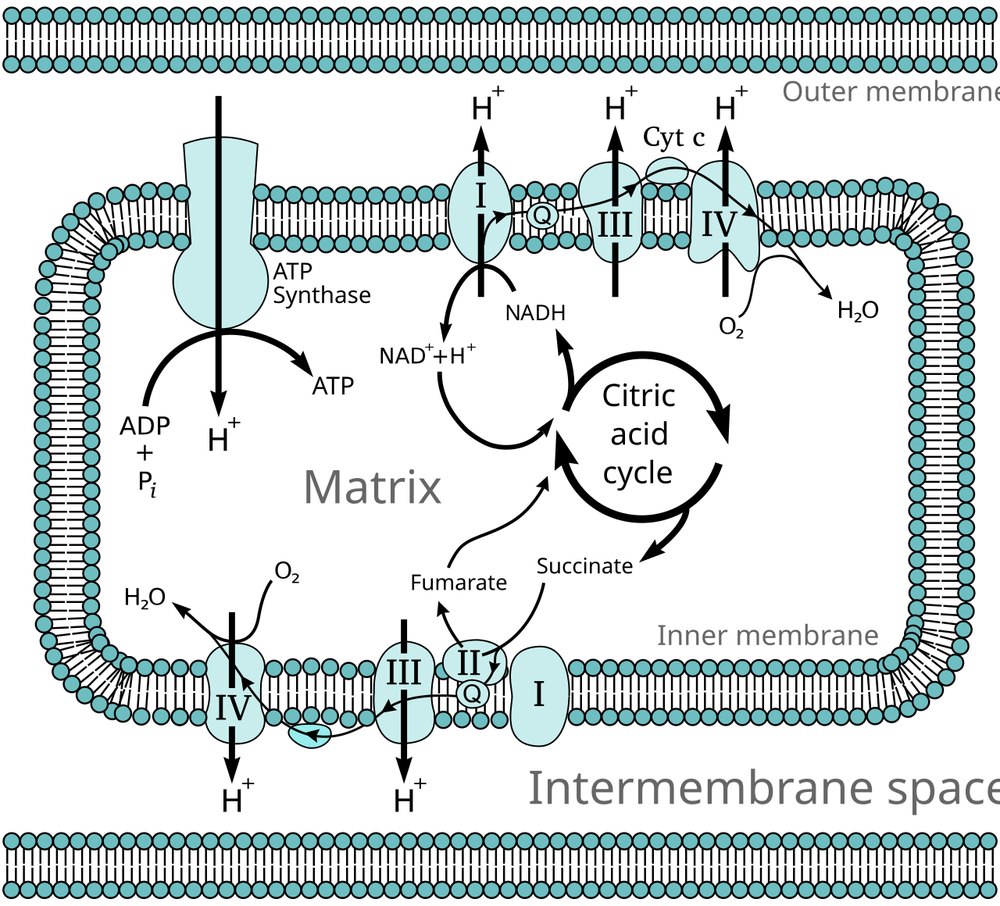 Outer membrane
H⁺
H⁺
H⁺
Cyt c
I
Q
III
IV
ATP
Synthase
NADH
O₂
H₂O
NAD⁺+H⁺
ATP
ADP
+
Pi
H⁺
Citric
acid
cycle
Matrix
Succinate
Fumarate
O₂
H₂O
Inner membrane
IV
III
II
Q
I
H⁺
H⁺
Intermembrane space